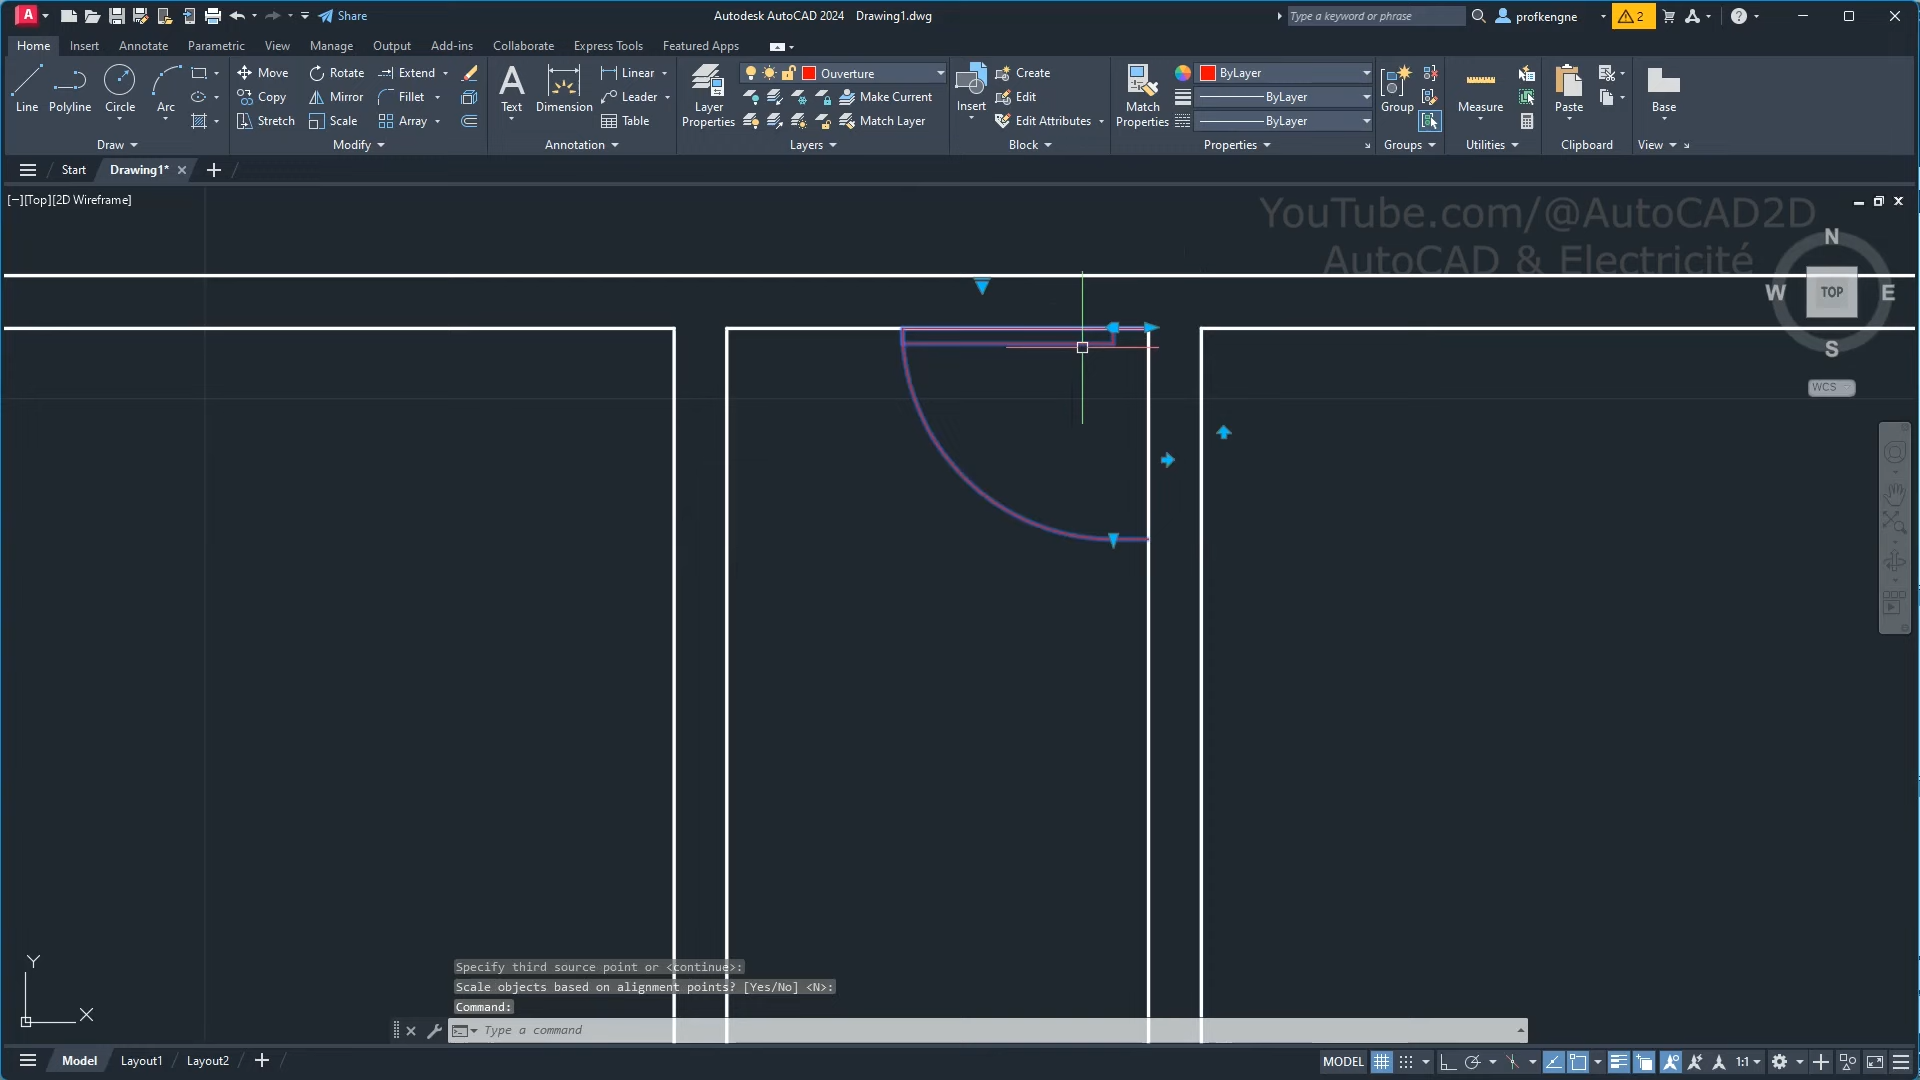 A
Share
Autodesk AutoCAD 2024 Drawing1.dwg
Type a keyword or phrase
profkengne
2
Home Insert Annotate Parametric View Manage Output Add-ins Collaborate Express Tools Featured Apps
Line Polyline Circle Arc
Move Rotate Extend
Copy Mirror Fillet
Stretch Scale Array
Text Dimension
Linear
Leader
Table
Layer Properties
Ouverture
Make Current
Match Layer
Insert
Create
Edit
Edit Attributes
Match Properties
ByLayer
ByLayer
ByLayer
Group
Measure
Paste
Base
Draw Modify Annotation Layers Block Properties Groups Utilities Clipboard View
Start Drawing1*
[−][Top][2D Wireframe]
YouTube.com/@AutoCAD2D
AutoCAD & Electricité
N
W TOP E
S
WCS
Y
X
Specify third source point or <continue>:
Scale objects based on alignment points? [Yes/No] <N>:
Command:
Type a command
Model Layout1 Layout2
MODEL
1:1